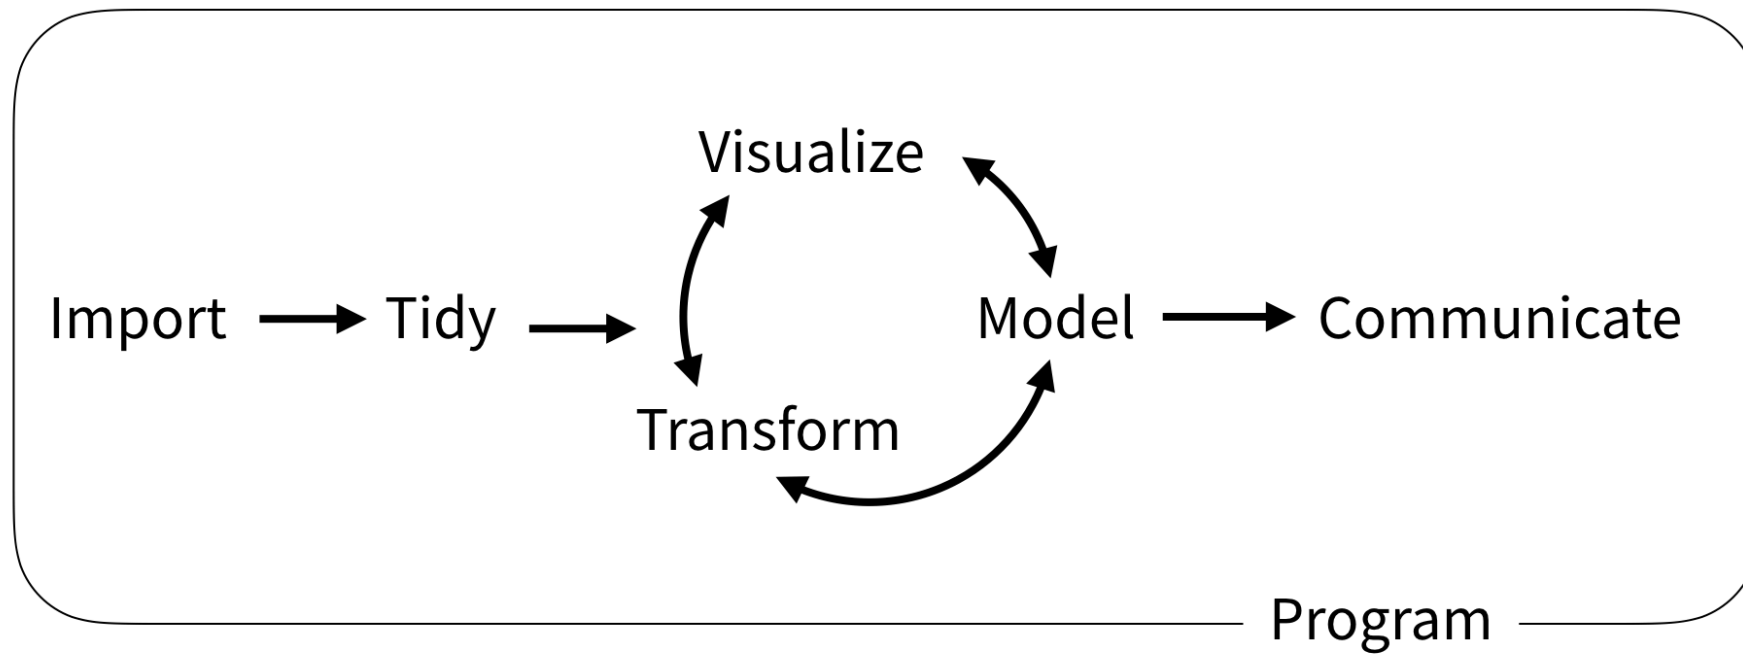 Visualize
Import
Tidy
Model
Communicate
Transform
Program